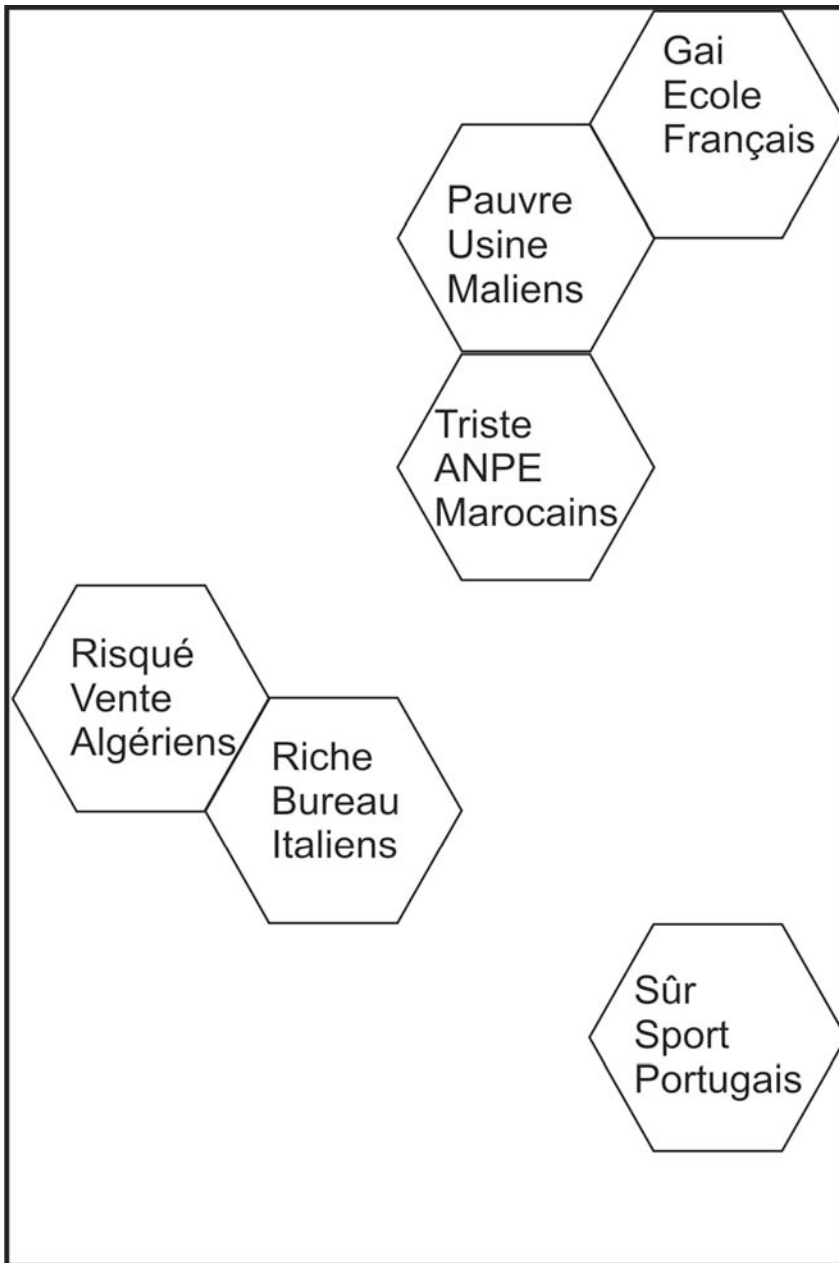 Gai
Ecole
Français
Pauvre
Usine
Maliens
Triste
ANPE
Marocains
Risqué
Vente
Algériens
Riche
Bureau
Italiens
Sûr
Sport
Portugais